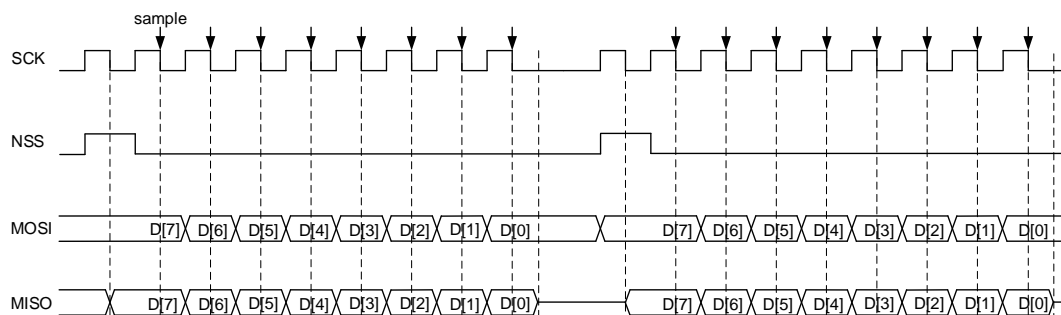 sample
SCK
NSS
MOSI D[7] D[6] D[5] D[4] D[3] D[2] D[1] D[0] D[7] D[6] D[5] D[4] D[3] D[2] D[1] D[0]
MISO D[7] D[6] D[5] D[4] D[3] D[2] D[1] D[0] D[7] D[6] D[5] D[4] D[3] D[2] D[1] D[0]